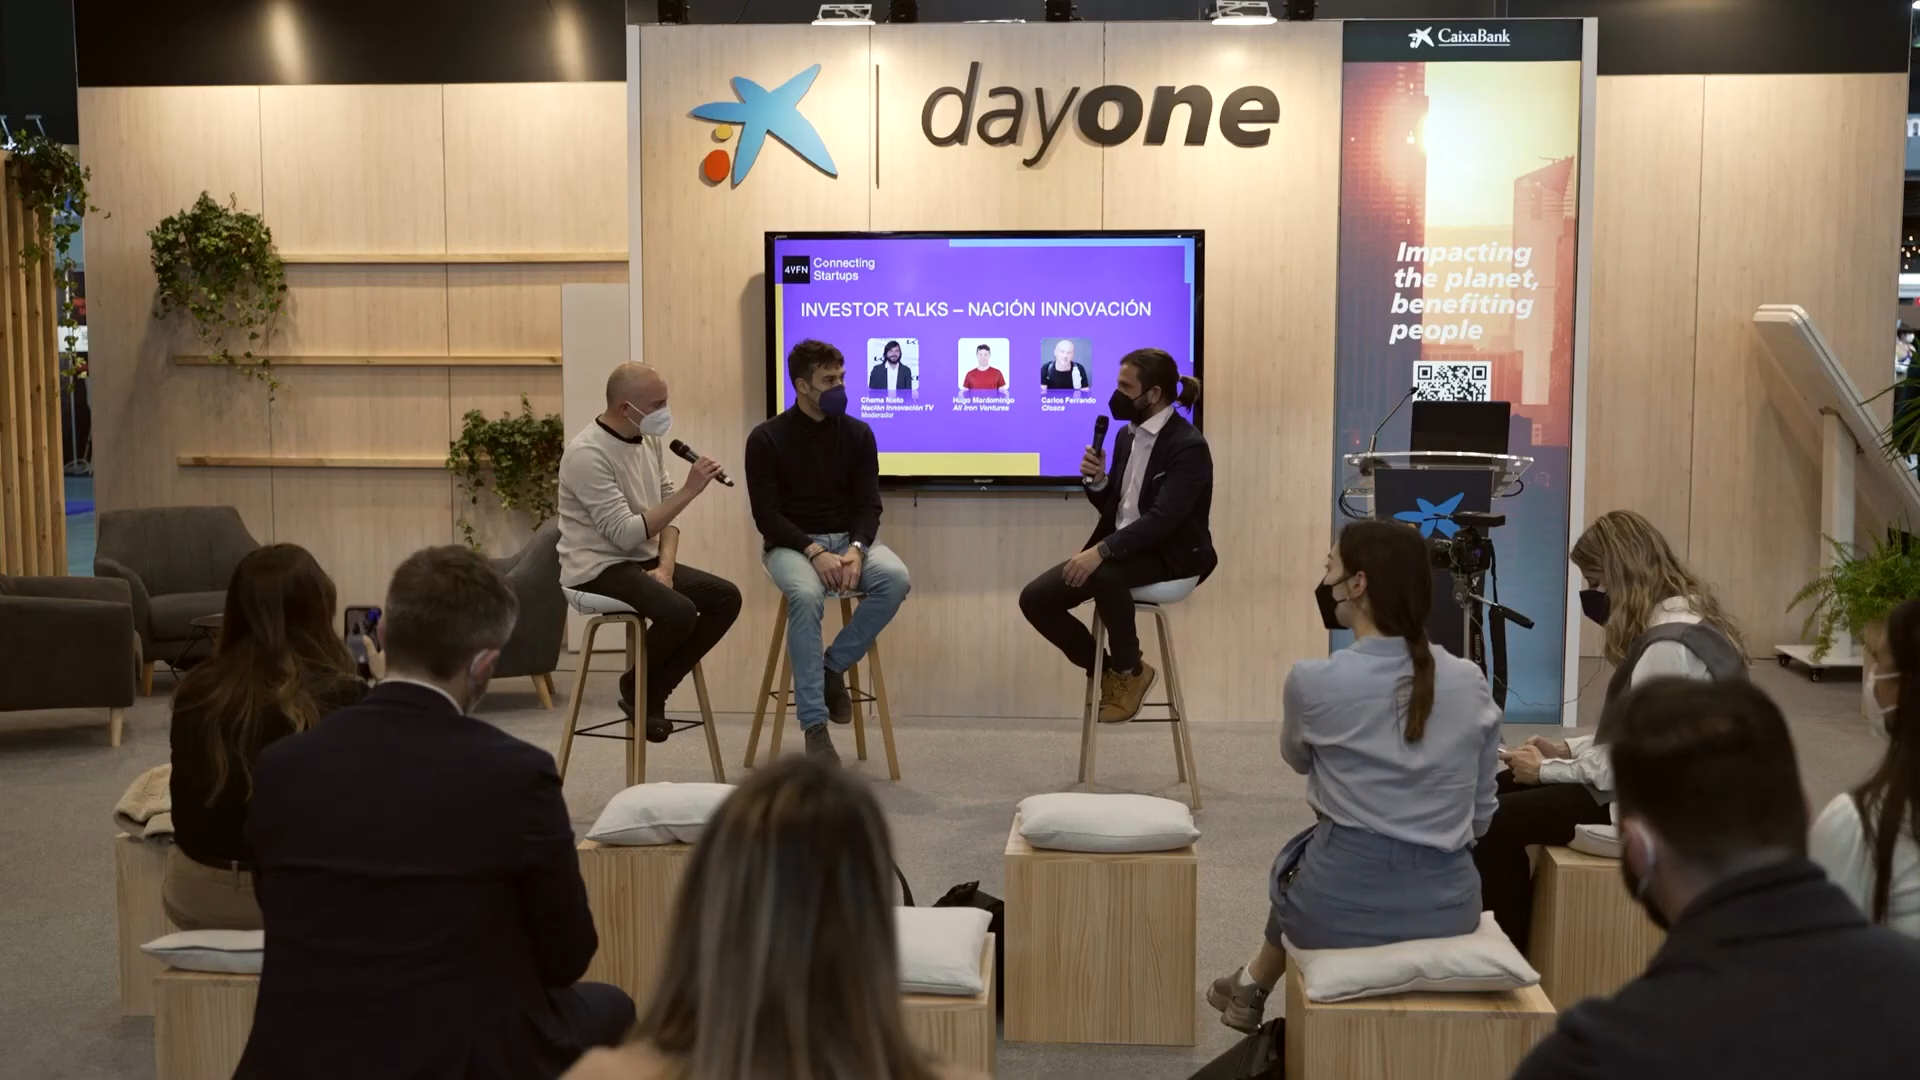 CaixaBank
dayone
4YFN
Connecting
Startups
INVESTOR TALKS – NACIÓN INNOVACIÓN
Chema Nieto
Nación Innovación TV
Moderador
Hugo Mardomingo
All Iron Ventures
Carlos Ferrando
Closca
SHARP
Impacting
the planet,
benefiting
people